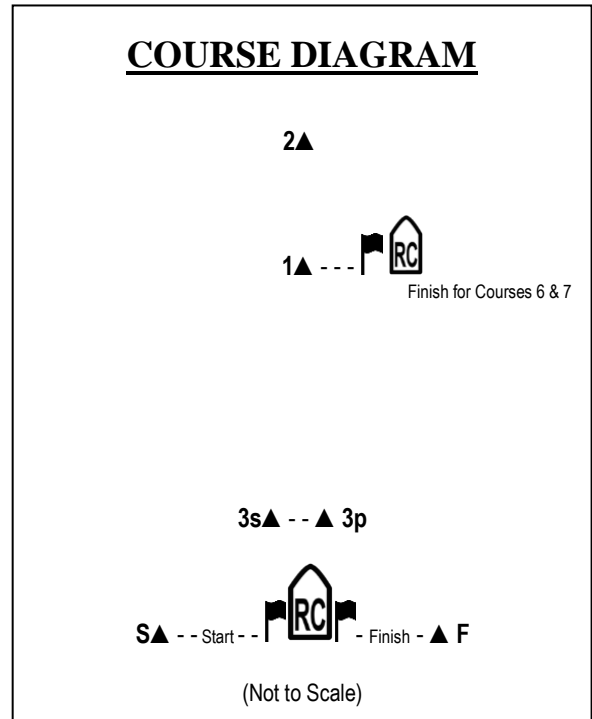 COURSE DIAGRAM
2▲
1▲ - - - RC
Finish for Courses 6 & 7
3s▲ - - ▲ 3p
S▲ - - Start - - RC - Finish - ▲ F
(Not to Scale)